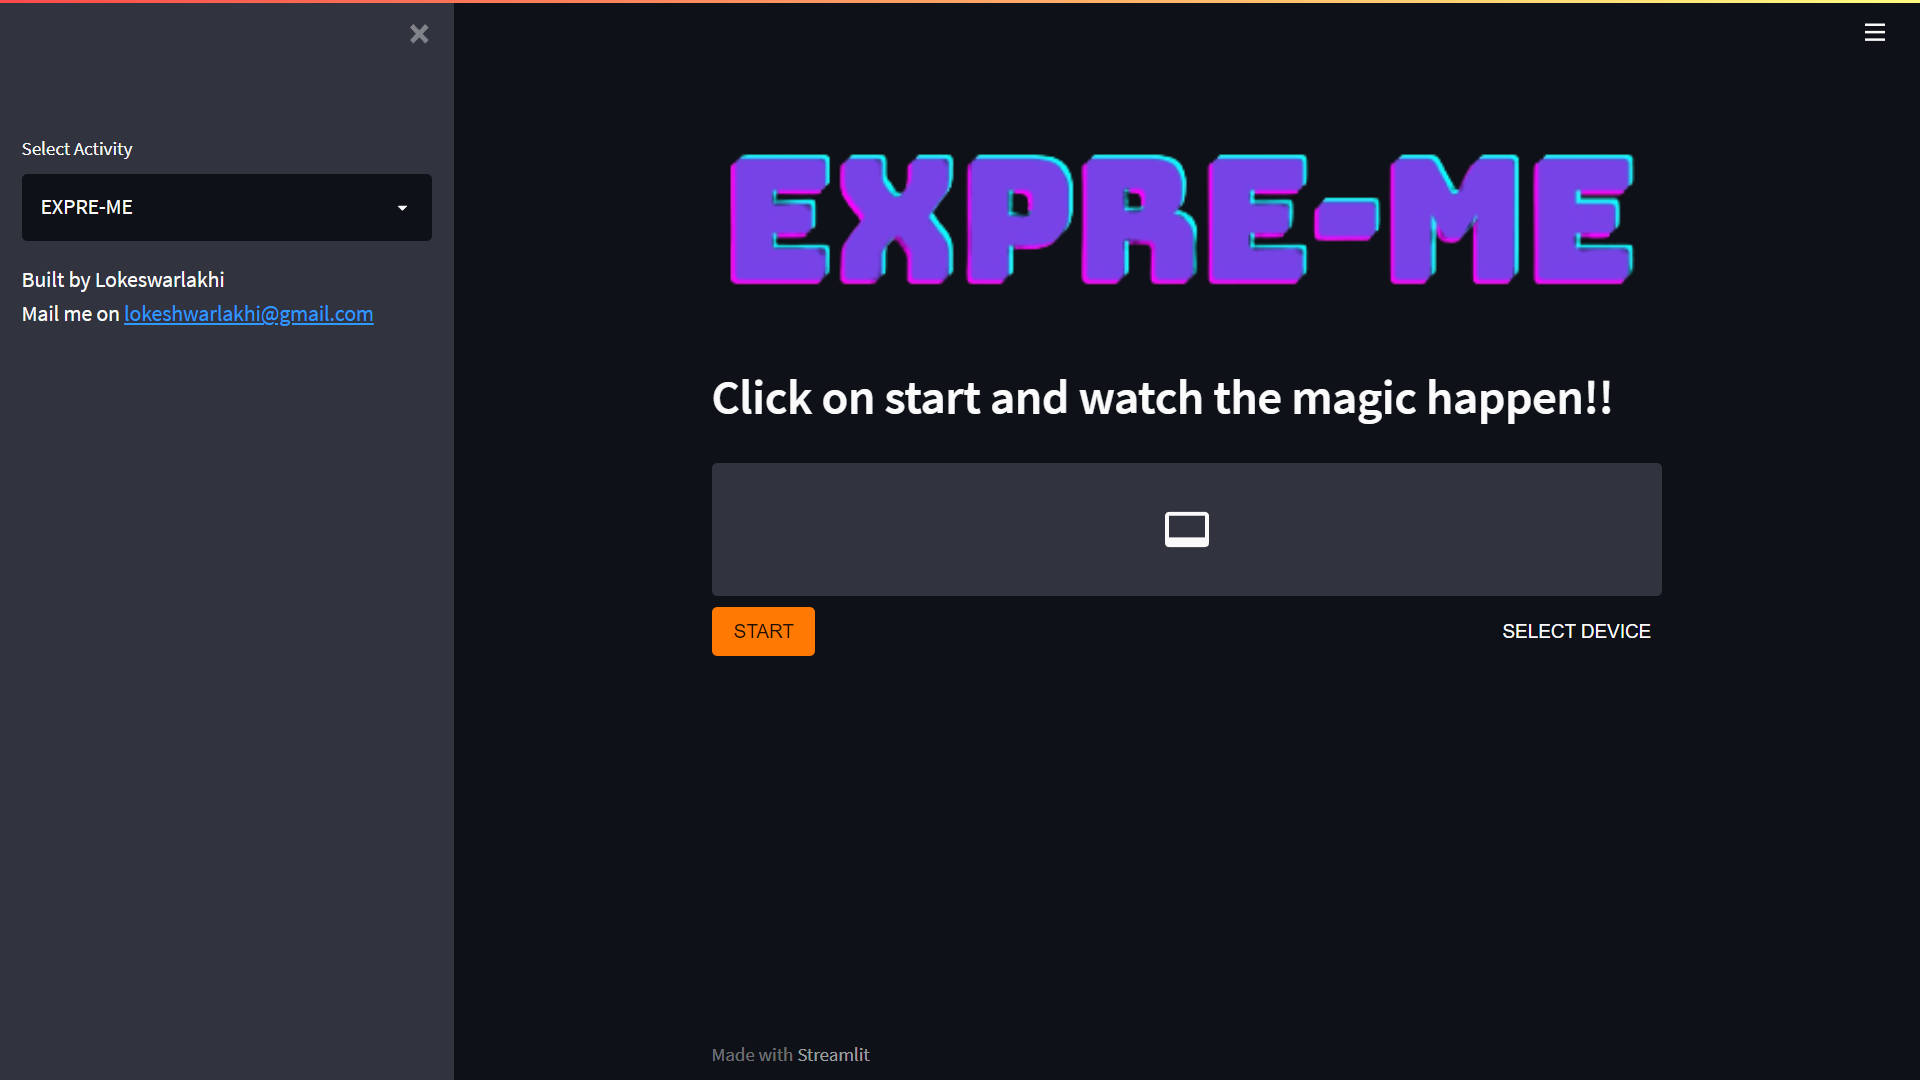 Select Activity
EXPRE-ME
Built by Lokeswarlakhi
Mail me on lokeshwarlakhi@gmail.com
EXPRE-ME
Click on start and watch the magic happen!!
START
SELECT DEVICE
Made with Streamlit